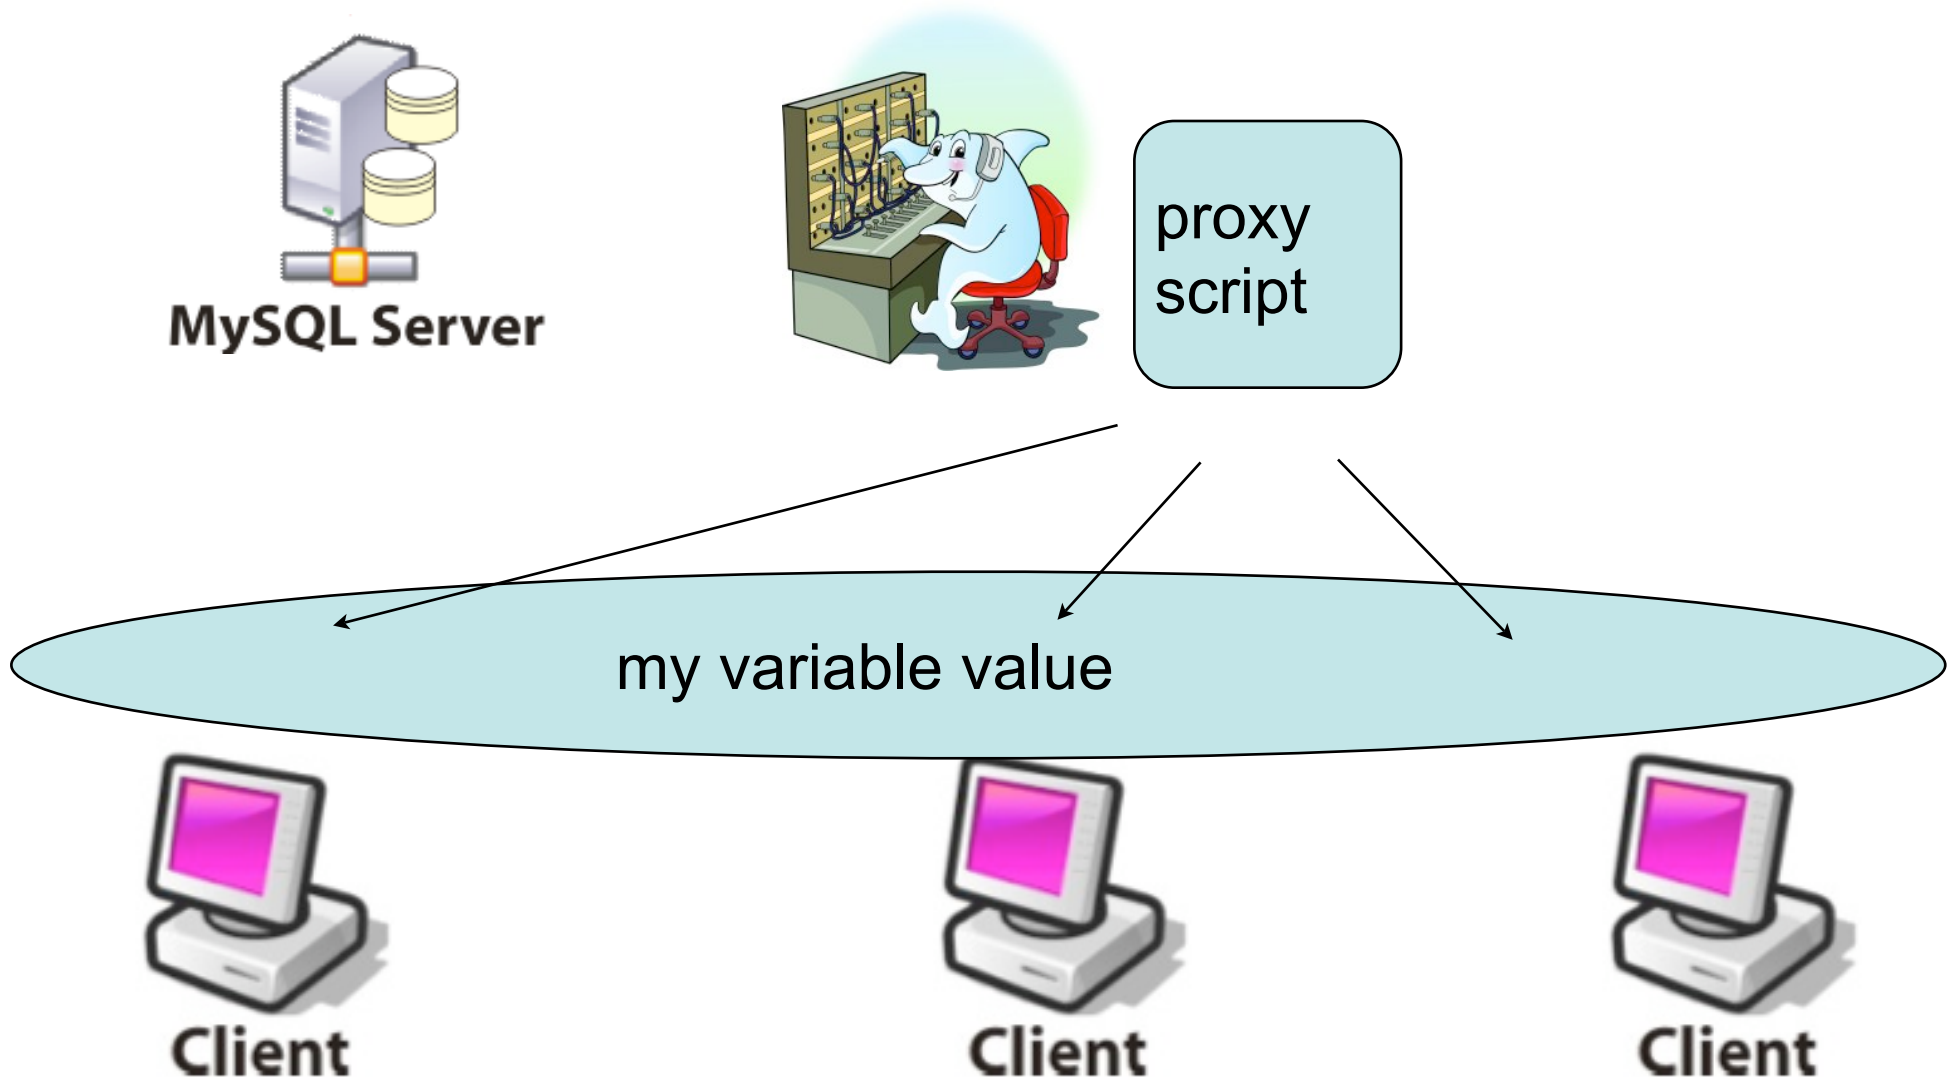 MySQL Server
proxy
script
my variable value
Client
Client
Client